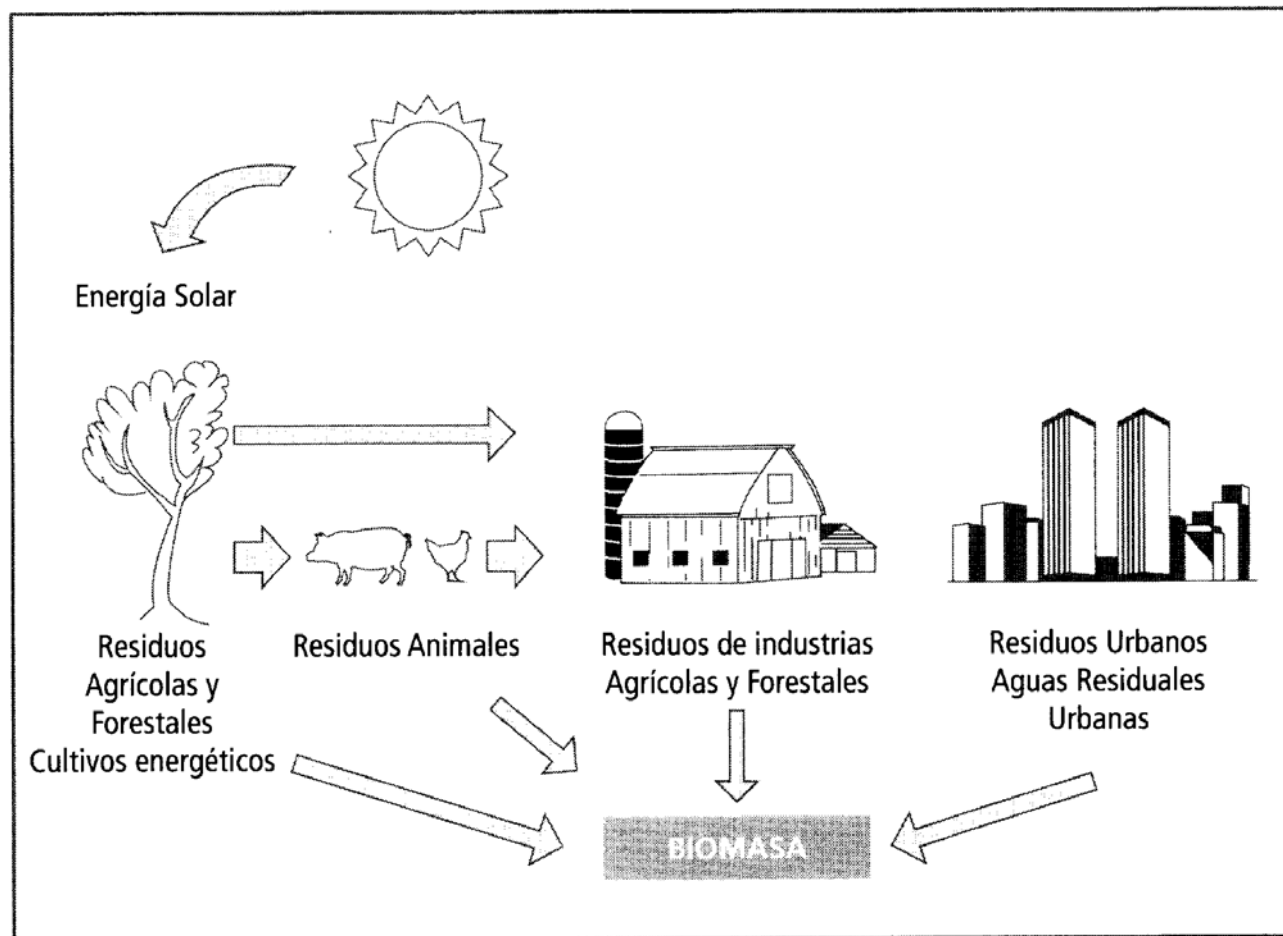 Energía Solar
Residuos
Agrícolas y
Forestales
Cultivos energéticos
Residuos Animales
Residuos de industrias
Agrícolas y Forestales
Residuos Urbanos
Aguas Residuales
Urbanas
BIOMASA